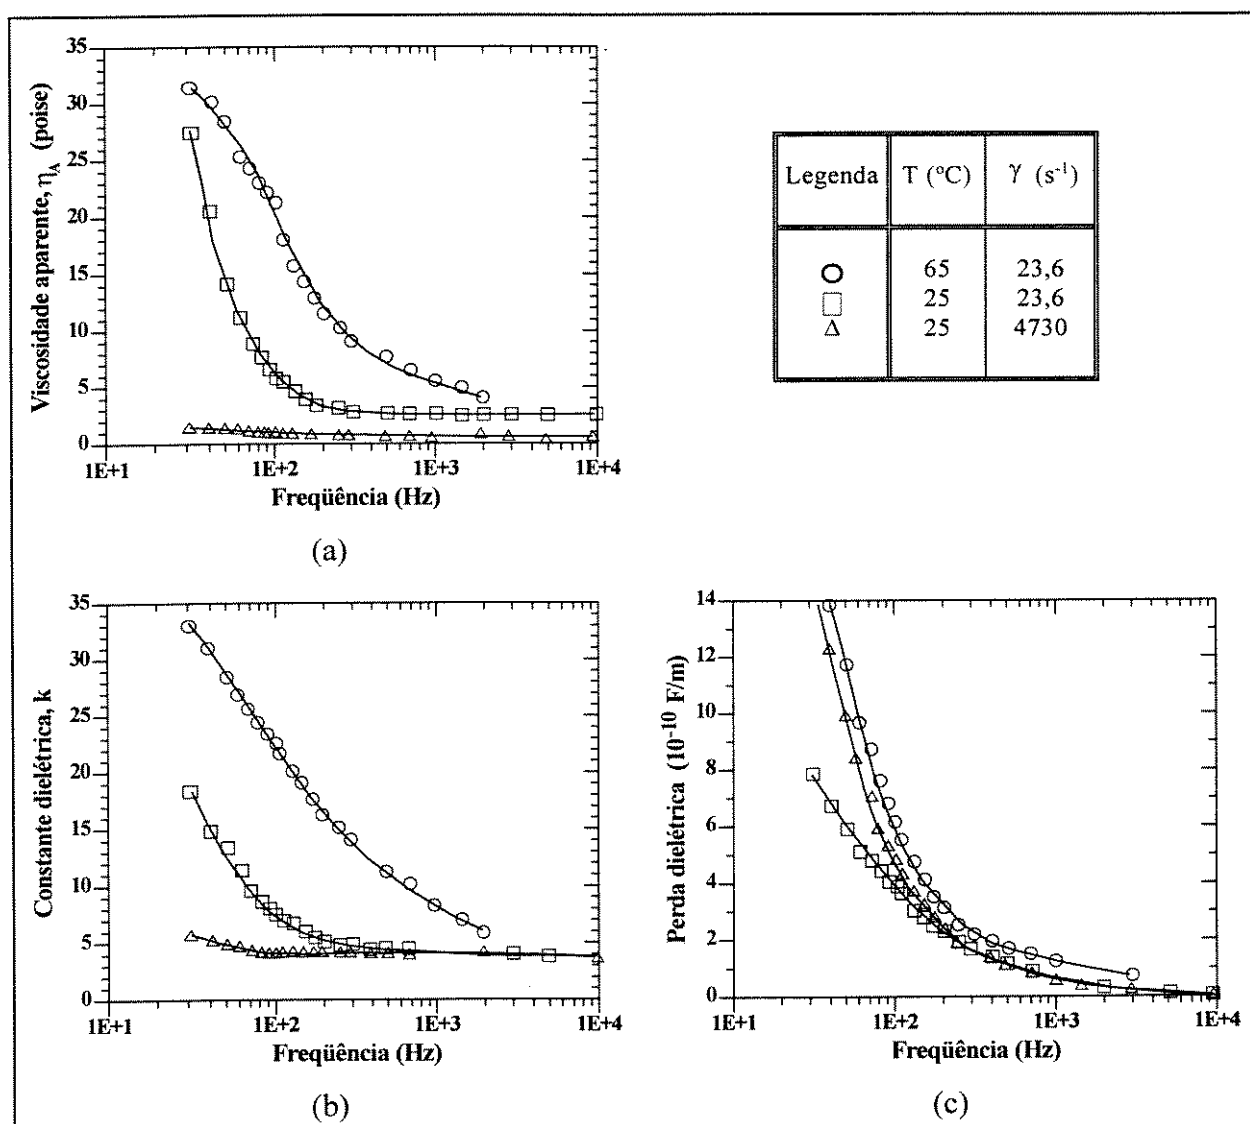 35
30
25
20
15
10
5
0
Viscosidade aparente, η_A (poise)
1E+1 1E+2 1E+3 1E+4
Freqüência (Hz)
(a)
Legenda T (ºC) γ (s⁻¹)
65 23,6
25 23,6
25 4730
35
30
25
20
15
10
5
0
Constante dielétrica, k
1E+1 1E+2 1E+3 1E+4
Freqüência (Hz)
(b)
14
12
10
8
6
4
2
0
Perda dielétrica (10⁻¹⁰ F/m)
1E+1 1E+2 1E+3 1E+4
Freqüência (Hz)
(c)